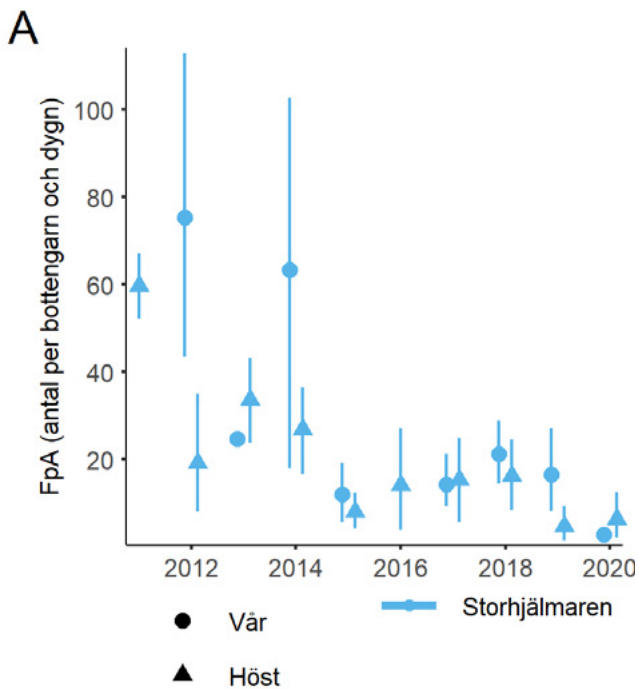 A
FpA (antal per bottengarn och dygn)
100
80
60
40
20
2012 2014 2016 2018 2020
Storhjälmaren
Vår
Höst